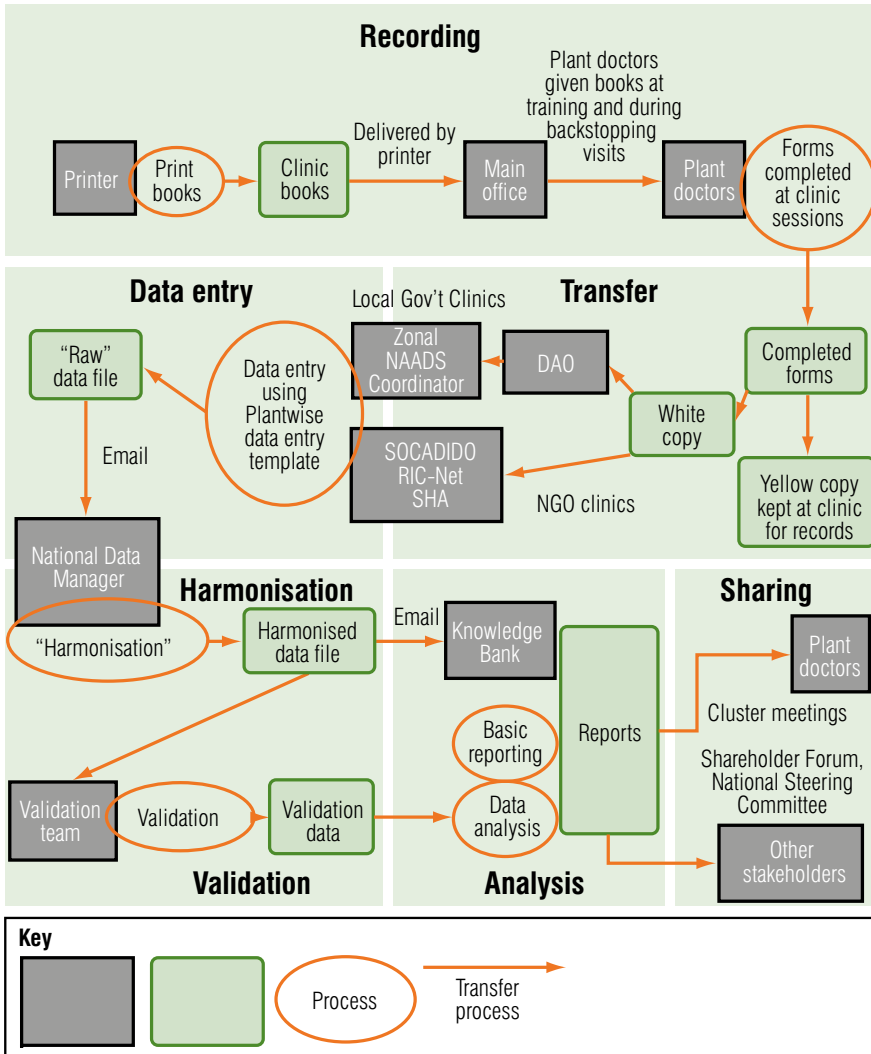 Recording
Printer
Print
books
Clinic
books
Delivered by
printer
Main
office
Plant doctors
given books at
training and during
backstopping
visits
Plant
doctors
Forms
completed
at clinic
sessions
Data entry
"Raw"
data file
Data entry
using
Plantwise
data entry
template
Email
Transfer
Local Gov't Clinics
Zonal
NAADS
Coordinator
DAO
Completed
forms
White
copy
SOCADIDO
RIC-Net
SHA
NGO clinics
Yellow copy
kept at clinic
for records
National Data
Manager
Harmonisation
"Harmonisation"
Harmonised
data file
Email
Knowledge
Bank
Validation
team
Validation
Validation
data
Validation
Basic
reporting
Data
analysis
Reports
Analysis
Sharing
Plant
doctors
Cluster meetings
Shareholder Forum,
National Steering
Committee
Other
stakeholders
Key
Process
Transfer
process